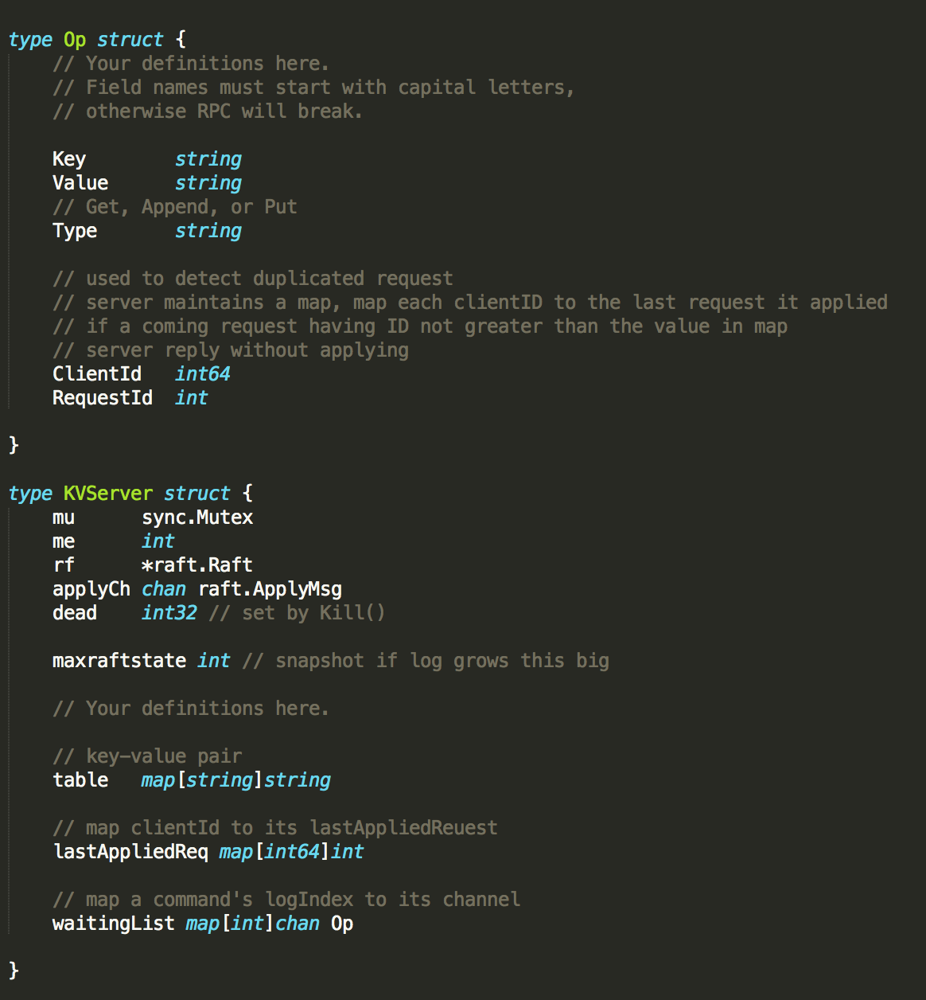 type Op struct {
    // Your definitions here.
    // Field names must start with capital letters,
    // otherwise RPC will break.

    Key        string
    Value      string
    // Get, Append, or Put
    Type       string

    // used to detect duplicated request
    // server maintains a map, map each clientID to the last request it applied
    // if a coming request having ID not greater than the value in map
    // server reply without applying
    ClientId   int64
    RequestId  int

}

type KVServer struct {
    mu      sync.Mutex
    me      int
    rf      *raft.Raft
    applyCh chan raft.ApplyMsg
    dead    int32 // set by Kill()

    maxraftstate int // snapshot if log grows this big

    // Your definitions here.

    // key-value pair
    table   map[string]string

    // map clientId to its lastAppliedReuest
    lastAppliedReq map[int64]int

    // map a command's logIndex to its channel
    waitingList map[int]chan Op

}